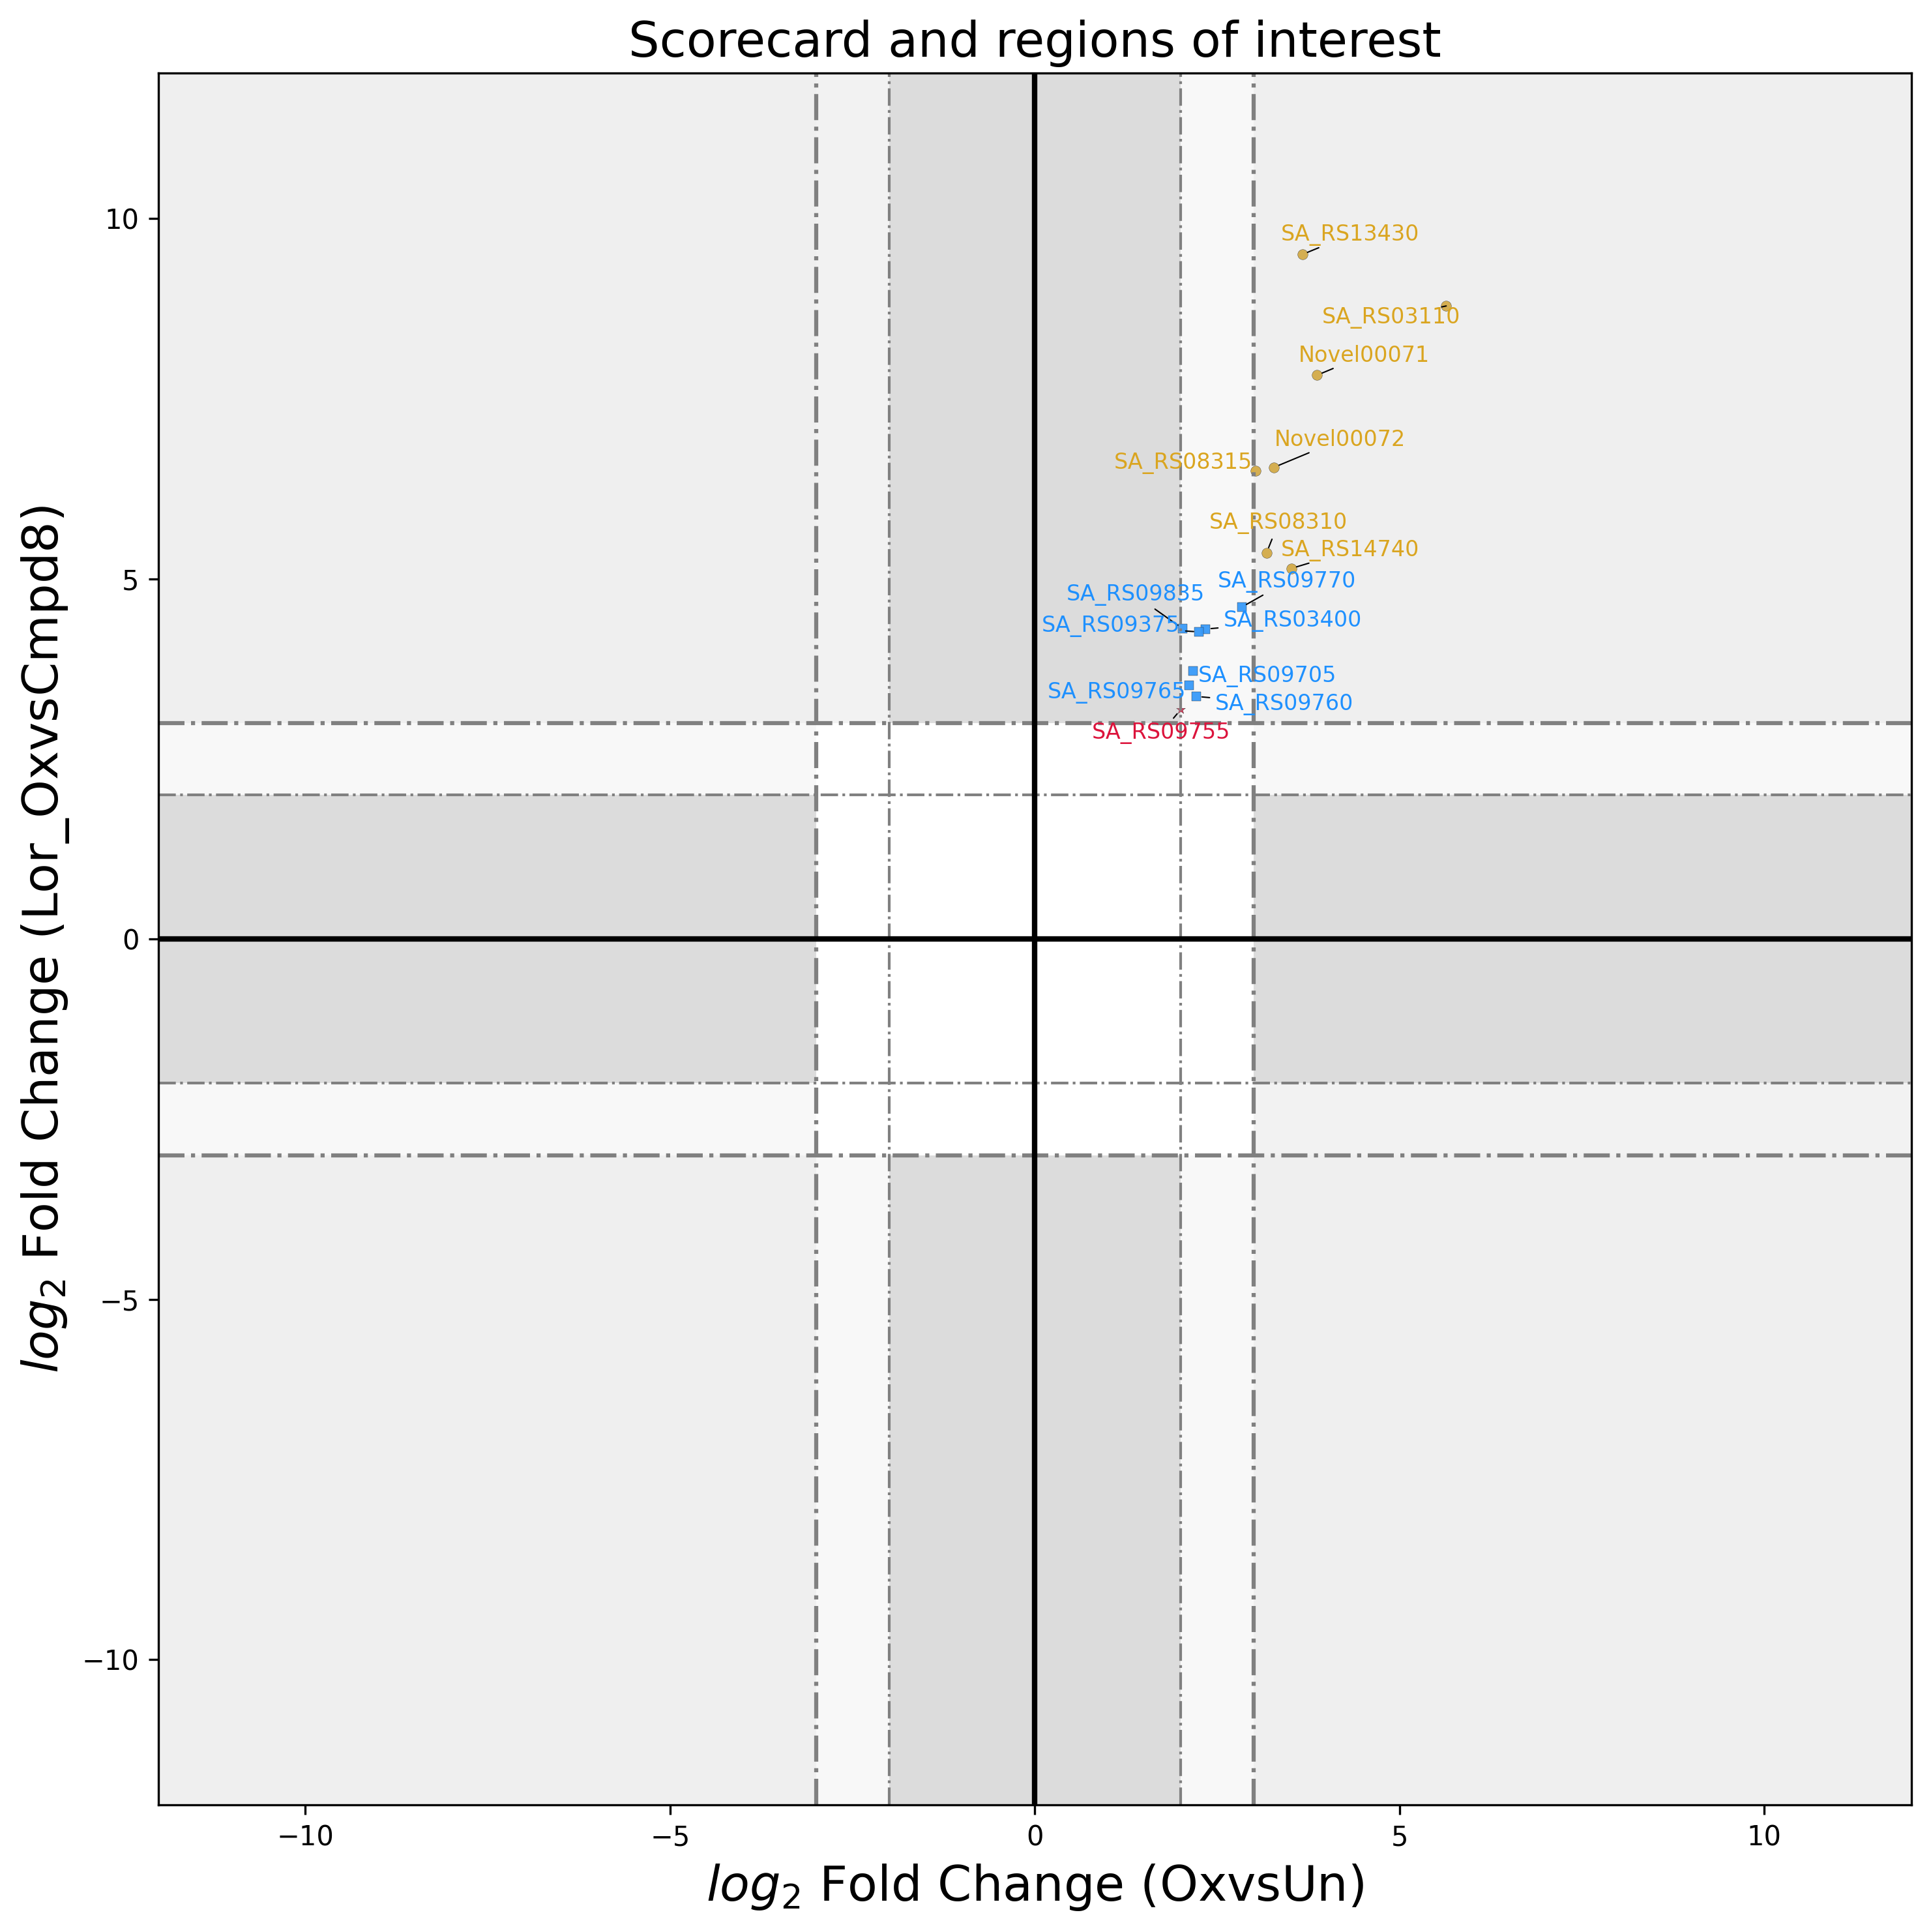 Scorecard and regions of interest
log2 Fold Change (Lor_OxvsCmpd8)
10
5
0
−5
−10
SA_RS13430
SA_RS03110
Novel00071
Novel00072
SA_RS08315
SA_RS08310
SA_RS14740
SA_RS09770
SA_RS09835
SA_RS03400
SA_RS09375
SA_RS09705
SA_RS09765
SA_RS09760
SA_RS09755
−10
−5
0
5
10
log2 Fold Change (OxvsUn)